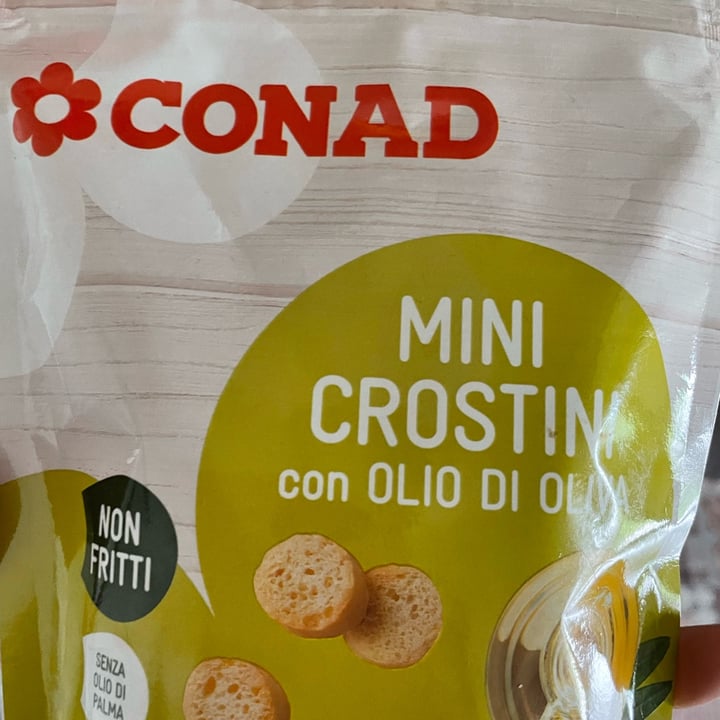 CONAD
MINI
CROSTINI
con OLIO DI OLIVA
NON
FRITTI
SENZA
OLIO DI
PALMA